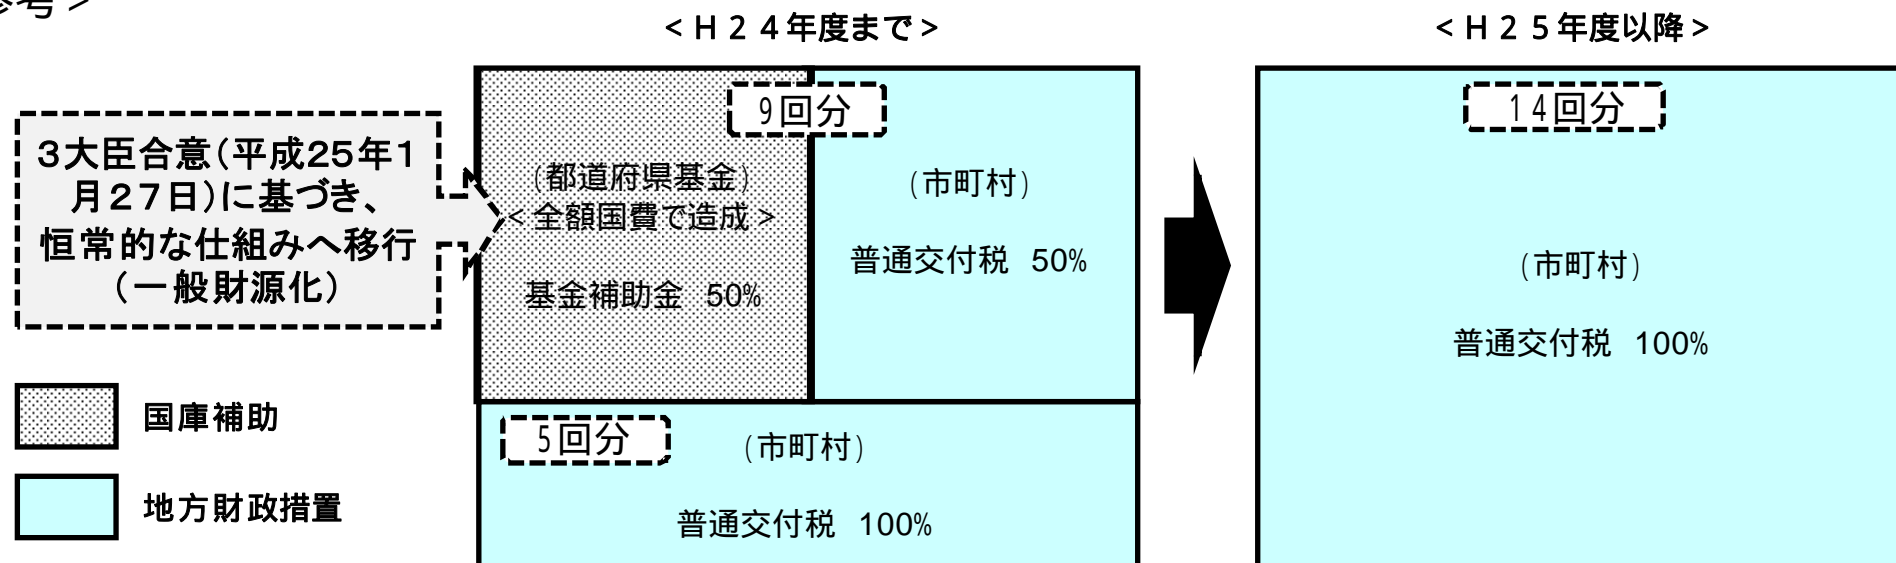 参考>
<H24年度まで>
<H25年度以降>
3大臣合意(平成25年1
月27日)に基づき、
恒常的な仕組みへ移行
(一般財源化)
9回分
(都道府県基金)
<全額国費で造成>
基金補助金 50%
(市町村)
普通交付税 50%
5回分
(市町村)
普通交付税 100%
14回分
(市町村)
普通交付税 100%
国庫補助
地方財政措置